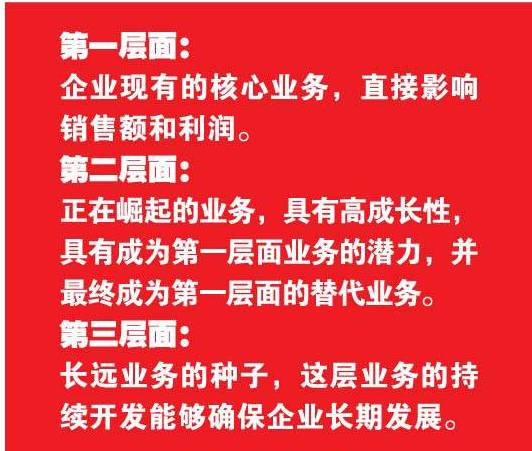 第一层面：
企业现有的核心业务，直接影响
销售额和利润。
第二层面：
正在崛起的业务，具有高成长性，
具有成为第一层面业务的潜力，并
最终成为第一层面的替代业务。
第三层面：
长远业务的种子，这层业务的持
续开发能够确保企业长期发展。